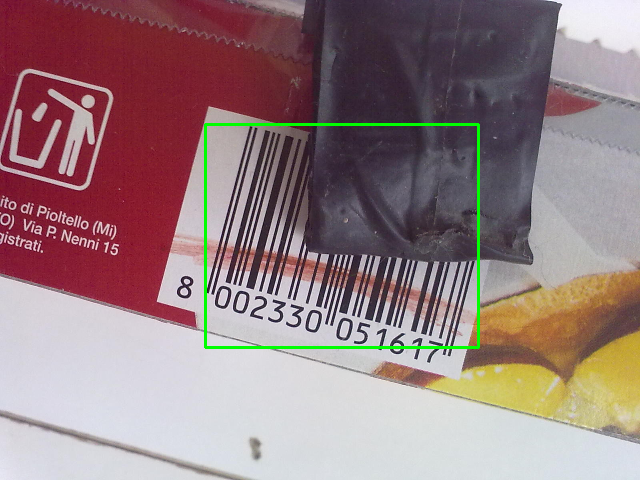 ito di Pioltello (Mi)
O) Via P. Nenni 15
gistrati.
8 002330 051617